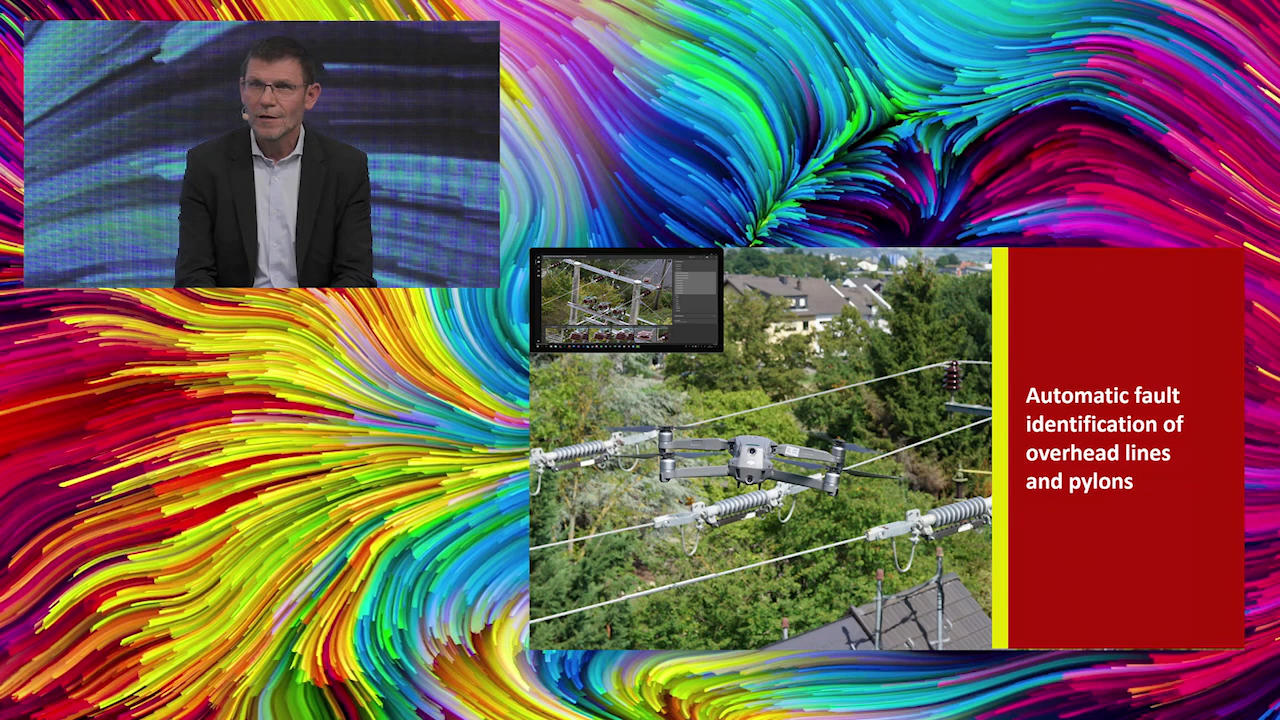 Automatic fault
identification of
overhead lines
and pylons